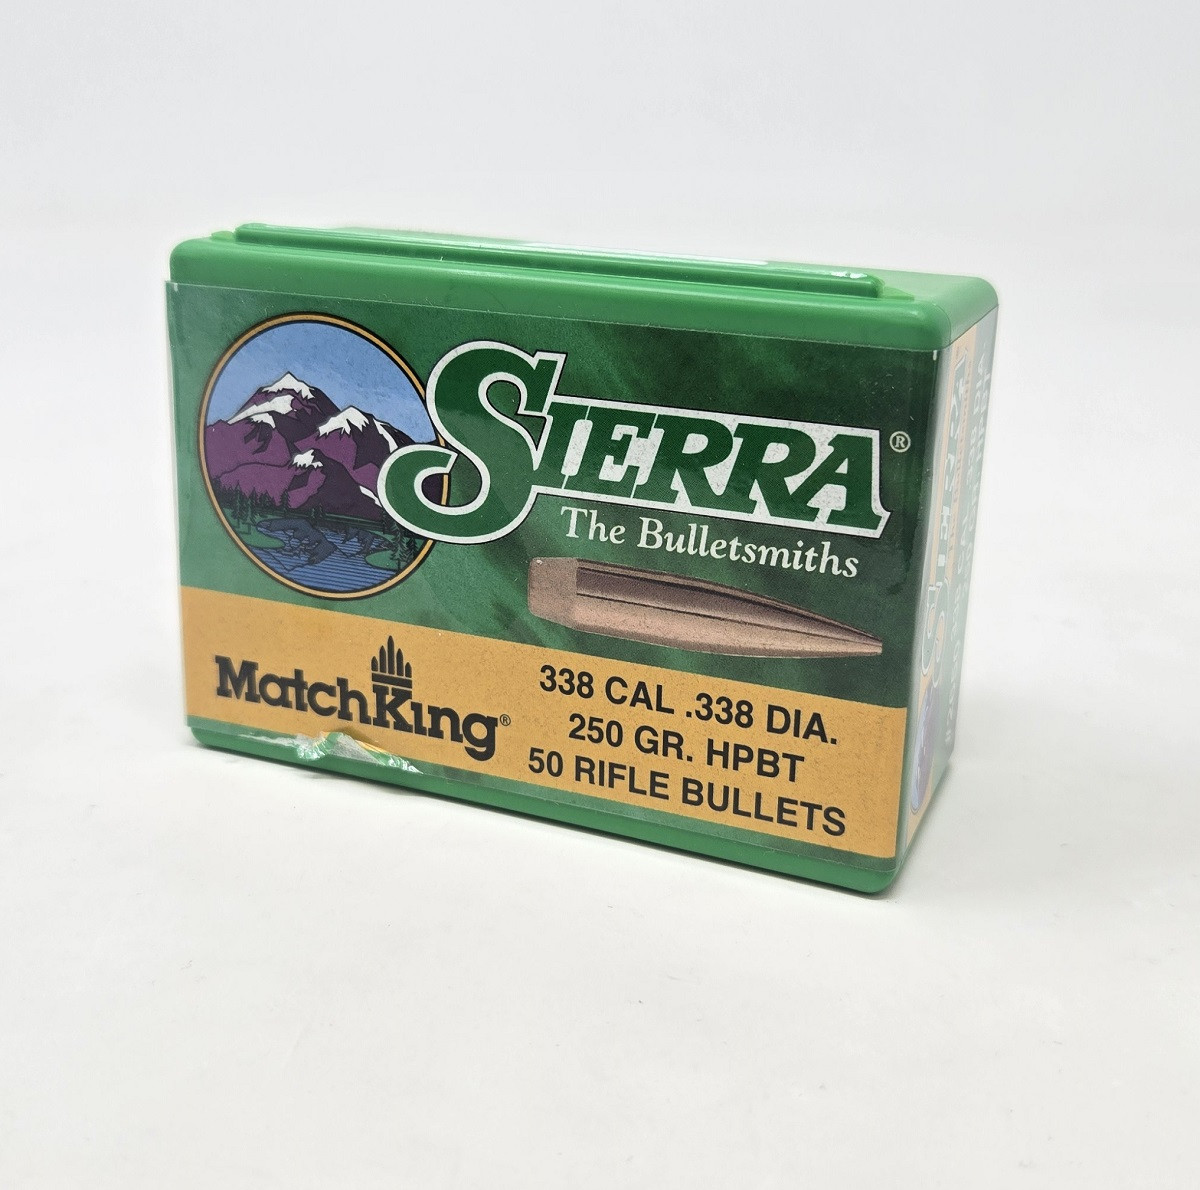 SIERRA®
The Bulletsmiths
MatchKing®
338 CAL .338 DIA.
250 GR. HPBT
50 RIFLE BULLETS